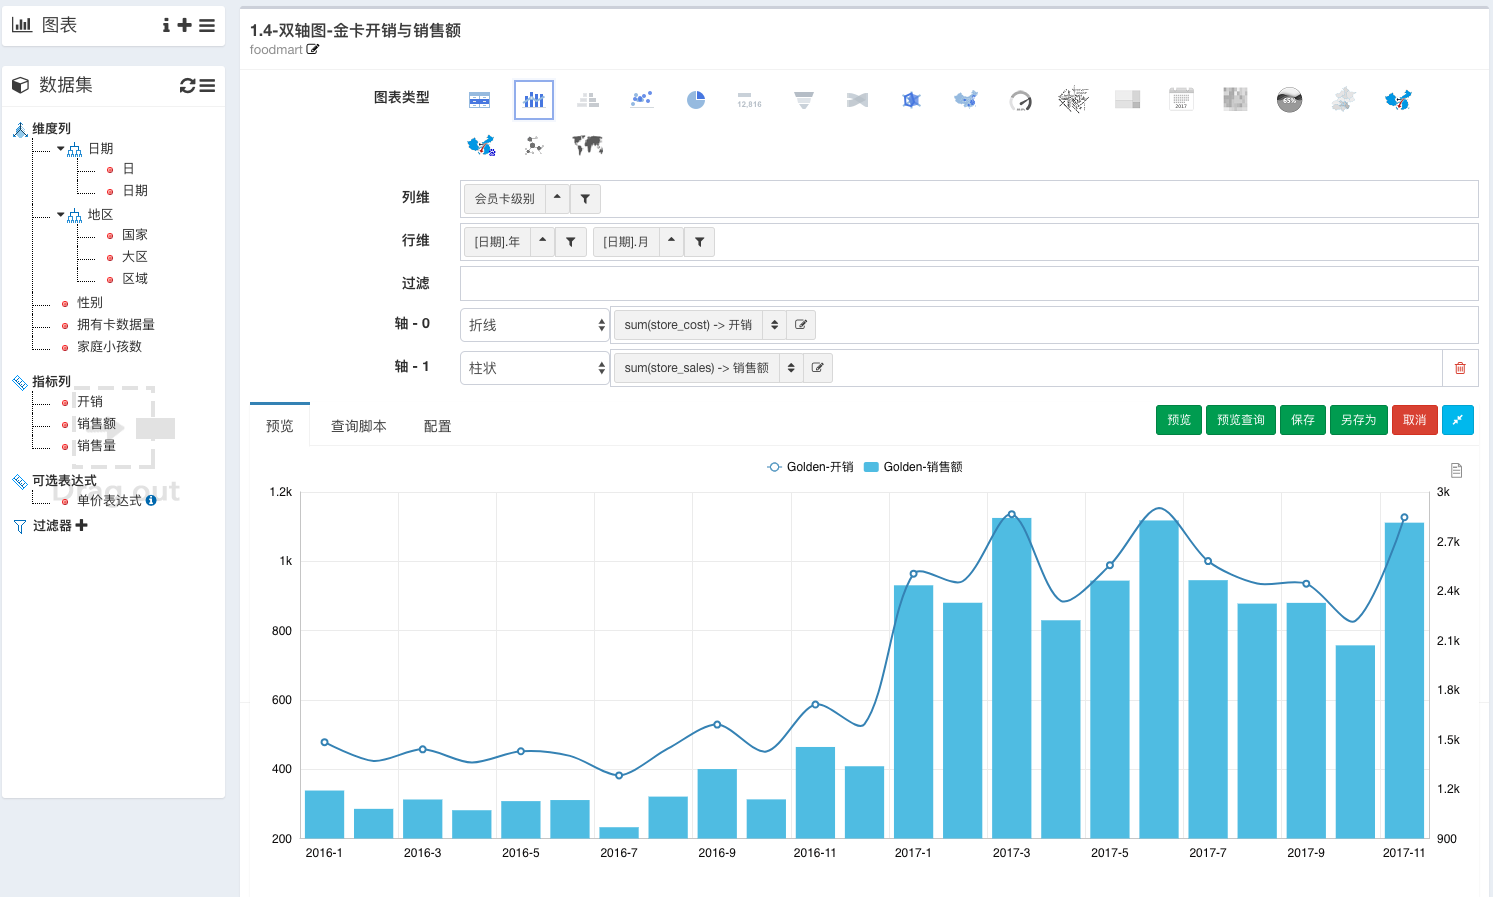 图表
数据集
维度列
日期
日
日期
地区
国家
大区
区域
性别
拥有卡数据量
家庭小孩数
指标列
开销
销售额
销售量
可选表达式
Drag out
单价表达式
过滤器
1.4-双轴图-金卡开销与销售额
foodmart
图表类型
12,816
2017
65%
列维
会员卡级别
行维
[日期].年
[日期].月
过滤
轴 - 0
折线
sum(store_cost) -> 开销
轴 - 1
柱状
sum(store_sales) -> 销售额
预览
查询脚本
配置
预览
预览查询
保存
另存为
取消
Golden-开销
Golden-销售额
1.2k
1k
800
600
400
200
3k
2.7k
2.4k
2.1k
1.8k
1.5k
1.2k
900
2016-1
2016-3
2016-5
2016-7
2016-9
2016-11
2017-1
2017-3
2017-5
2017-7
2017-9
2017-11